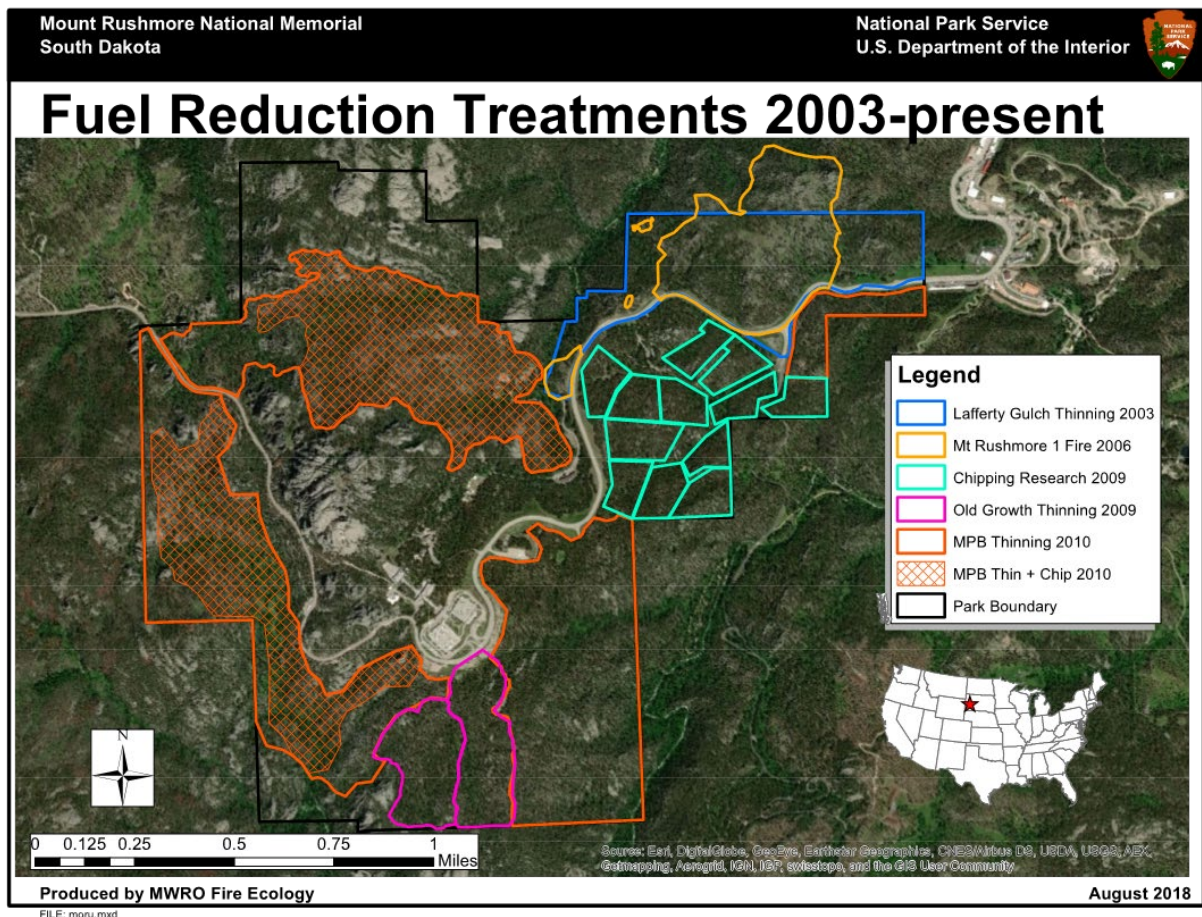 Mount Rushmore National Memorial
South Dakota
National Park Service
U.S. Department of the Interior
NATIONAL
PARK
SERVICE
Fuel Reduction Treatments 2003-present
Legend
Lafferty Gulch Thinning 2003
Mt Rushmore 1 Fire 2006
Chipping Research 2009
Old Growth Thinning 2009
MPB Thinning 2010
MPB Thin + Chip 2010
Park Boundary
N
0 0.125 0.25 0.5 0.75 1
Miles
Source: Esri, DigitalGlobe, GeoEye, Earthstar Geographics, CNES/Airbus DS, USDA, USGS, AEX,
Getmapping, Aerogrid, IGN, IGP, swisstopo, and the GIS User Community
Produced by MWRO Fire Ecology
August 2018
FILE: moru.mxd